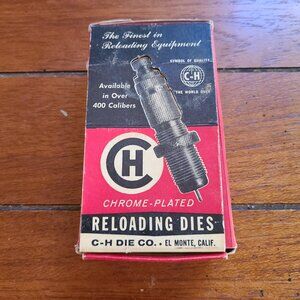 The Finest in
Reloading Equipment
SYMBOL OF QUALITY
C-H
THE WORLD OVER
Available
in Over
400 Calibers
CH
CHROME-PLATED
RELOADING DIES
C-H DIE CO. • EL MONTE, CALIF.